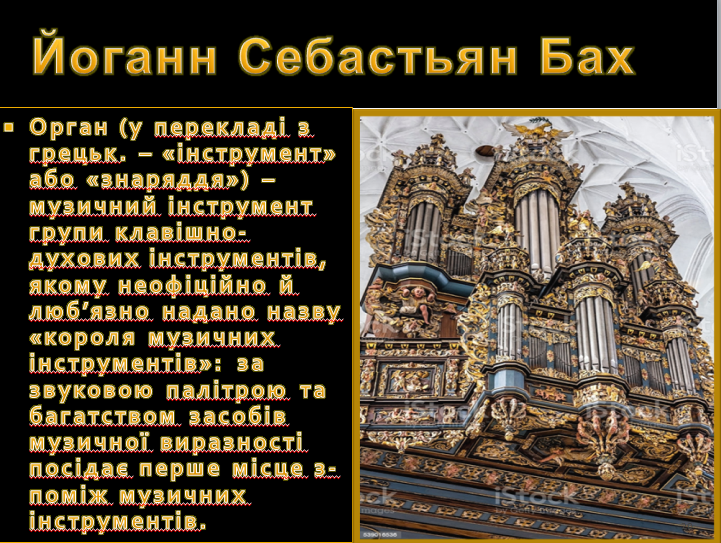 Йоганн Себастьян Бах
Орган (у перекладі з
грецьк. – «інструмент»
або «знаряддя») –
музичний інструмент
групи клавішно-
духових інструментів,
якому неофіційно й
люб’язно надано назву
«короля музичних
інструментів»: за
звуковою палітрою та
багатством засобів
музичної виразності
посідає перше місце з-
поміж музичних
інструментів.
iStock